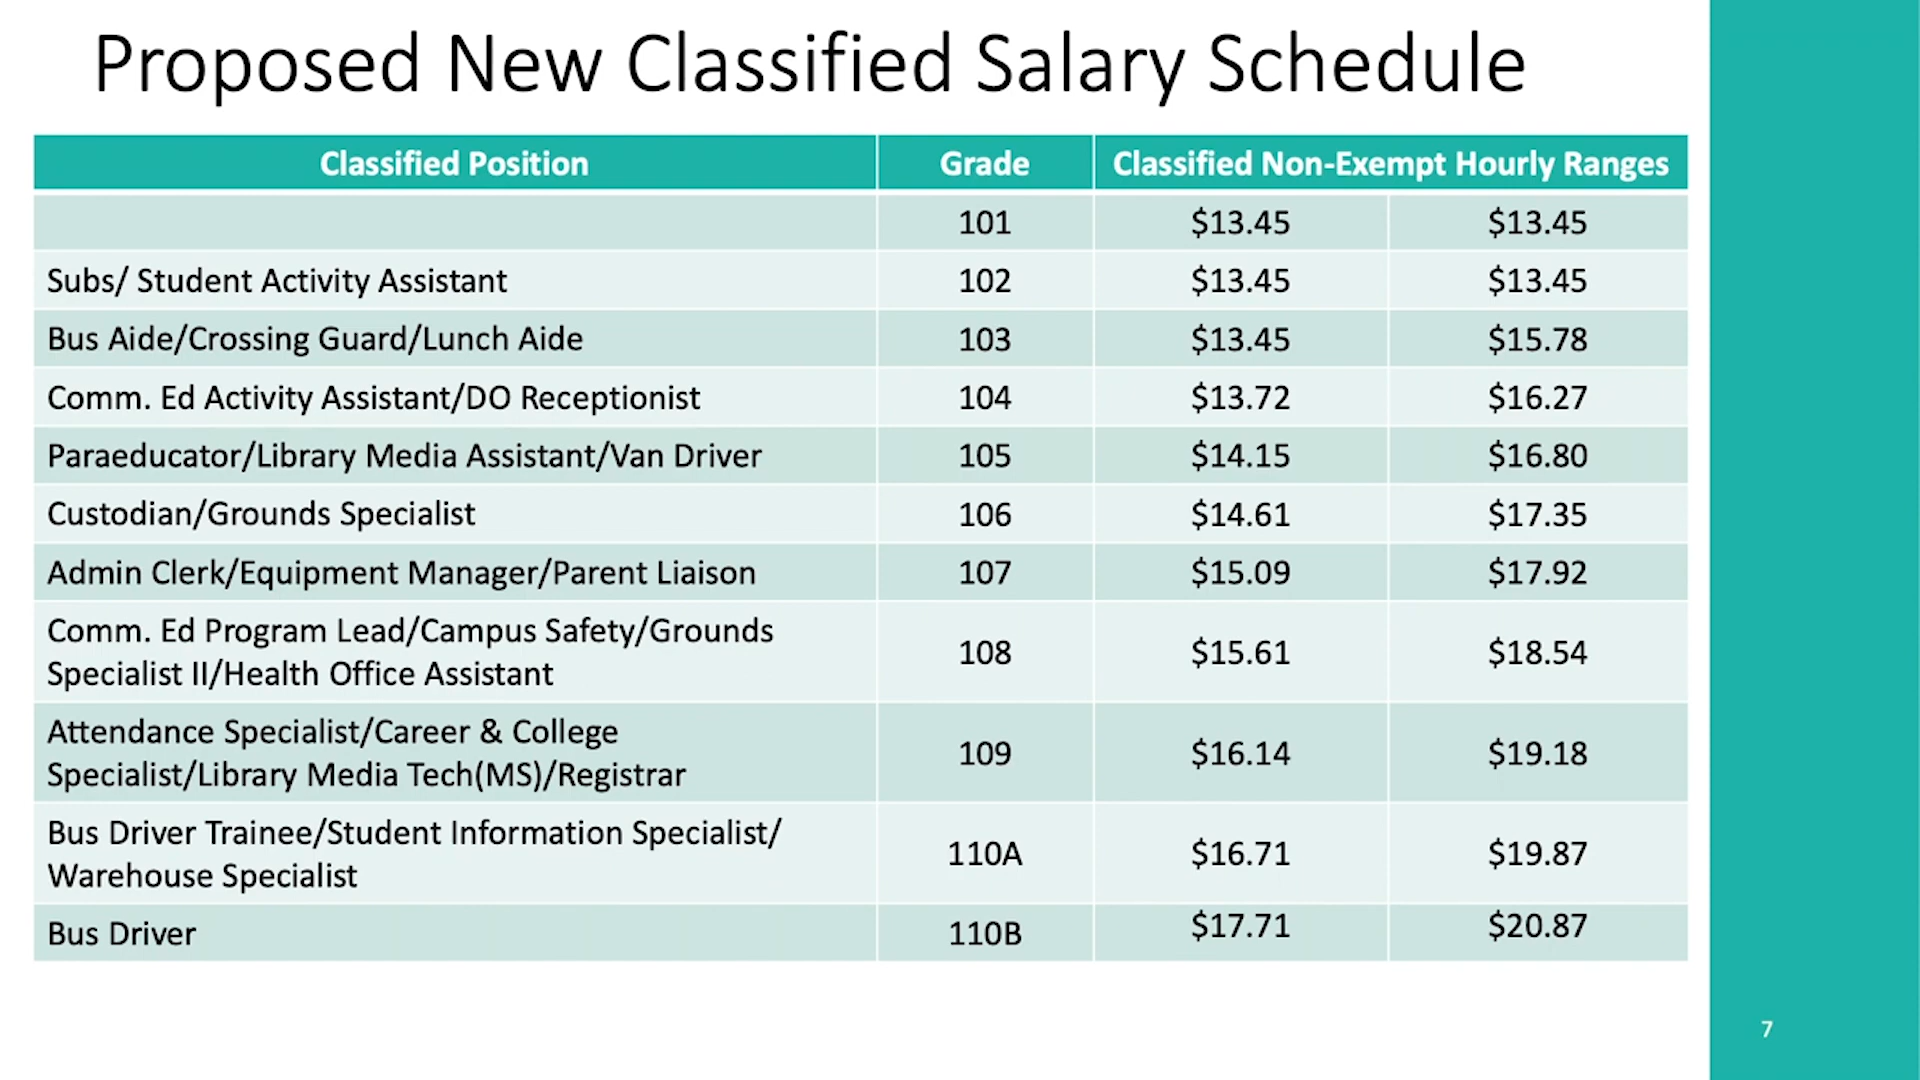 Proposed New Classified Salary Schedule
Classified Position Grade Classified Non-Exempt Hourly Ranges
101 $13.45 $13.45
Subs/ Student Activity Assistant 102 $13.45 $13.45
Bus Aide/Crossing Guard/Lunch Aide 103 $13.45 $15.78
Comm. Ed Activity Assistant/DO Receptionist 104 $13.72 $16.27
Paraeducator/Library Media Assistant/Van Driver 105 $14.15 $16.80
Custodian/Grounds Specialist 106 $14.61 $17.35
Admin Clerk/Equipment Manager/Parent Liaison 107 $15.09 $17.92
Comm. Ed Program Lead/Campus Safety/Grounds
Specialist II/Health Office Assistant 108 $15.61 $18.54
Attendance Specialist/Career & College
Specialist/Library Media Tech(MS)/Registrar 109 $16.14 $19.18
Bus Driver Trainee/Student Information Specialist/
Warehouse Specialist 110A $16.71 $19.87
Bus Driver 110B $17.71 $20.87
7